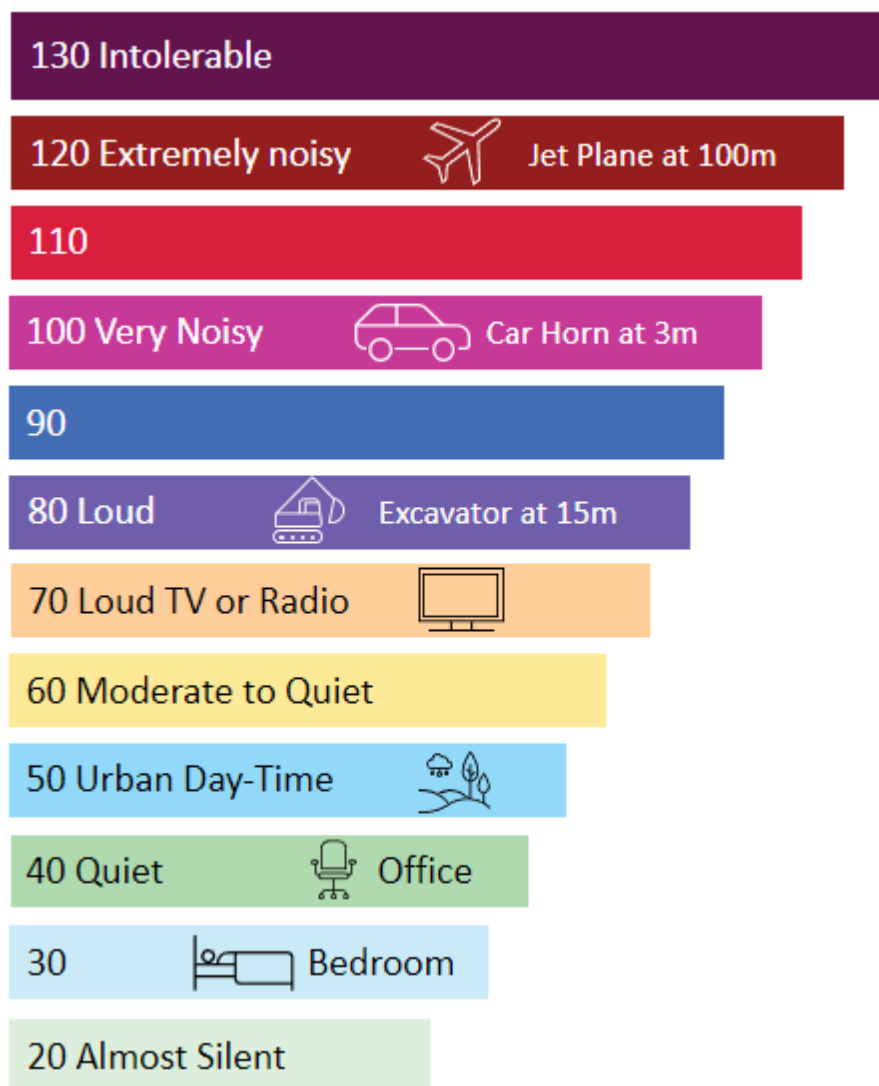 130 Intolerable
120 Extremely noisy Jet Plane at 100m
110
100 Very Noisy Car Horn at 3m
90
80 Loud Excavator at 15m
70 Loud TV or Radio
60 Moderate to Quiet
50 Urban Day-Time
40 Quiet Office
30 Bedroom
20 Almost Silent